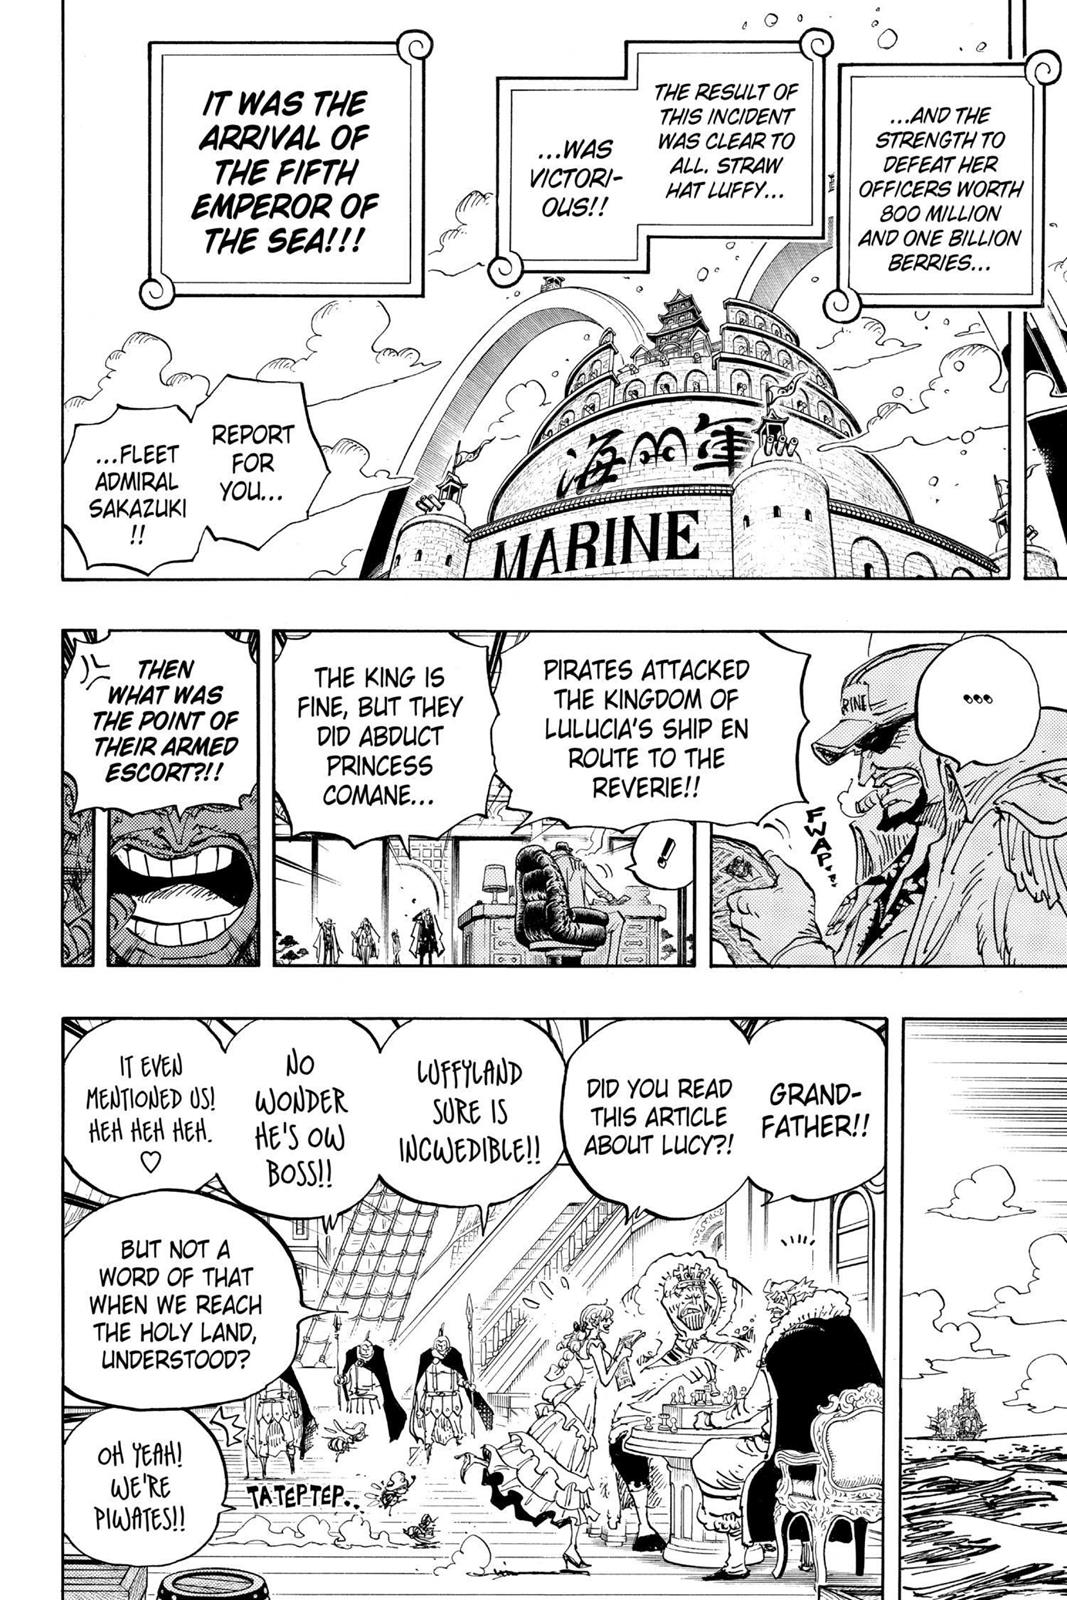 ...AND THE
STRENGTH TO
DEFEAT HER
OFFICERS WORTH
800 MILLION
AND ONE BILLION
BERRIES...
THE RESULT OF
THIS INCIDENT
WAS CLEAR TO
ALL. STRAW
HAT LUFFY...
...WAS
VICTORI-
OUS!!
IT WAS THE
ARRIVAL OF
THE FIFTH
EMPEROR OF
THE SEA!!!
海軍
MARINE
REPORT
FOR
YOU...
...FLEET
ADMIRAL
SAKAZUKI
!!
...
RINE
FWAP...
PIRATES ATTACKED
THE KINGDOM OF
LULUCIA'S SHIP EN
ROUTE TO THE
REVERIE!!
!
THE KING IS
FINE, BUT THEY
DID ABDUCT
PRINCESS
COMANE...
THEN
WHAT WAS
THE POINT OF
THEIR ARMED
ESCORT?!!
GRAND-
FATHER!!
DID YOU READ
THIS ARTICLE
ABOUT LUCY?!
LUFFYLAND
SURE IS
INCWEDIBLE!!
NO
WONDER
HE'S OW
BOSS!!
IT EVEN
MENTIONED US!
HEH HEH HEH.
♡
BUT NOT A
WORD OF THAT
WHEN WE REACH
THE HOLY LAND,
UNDERSTOOD?
OH YEAH!
WE'RE
PIWATES!!
TATEPTEP..